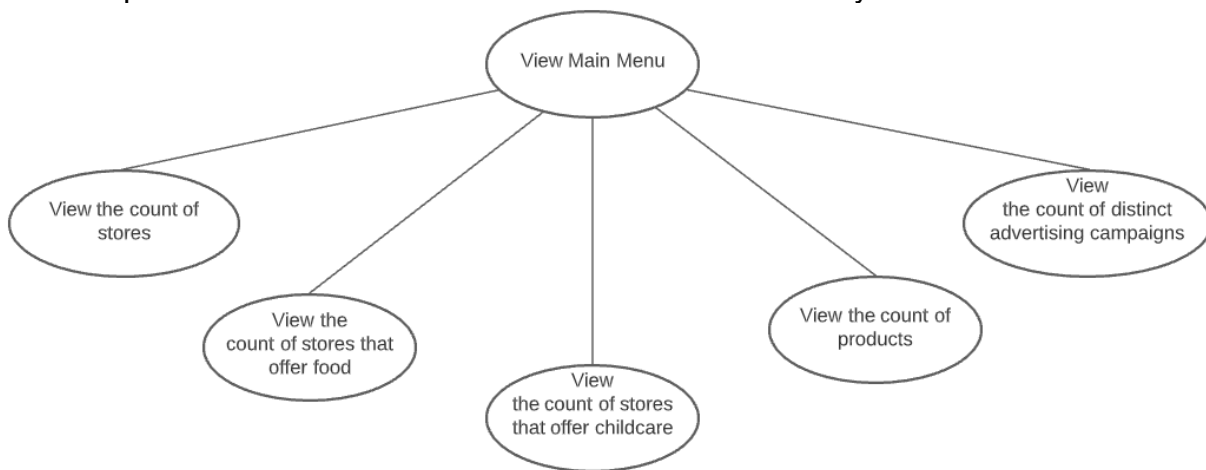 View Main Menu
View the count of
stores
View the
count of stores that
offer food
View
the count of stores
that offer childcare
View the count of
products
View
the count of distinct
advertising campaigns